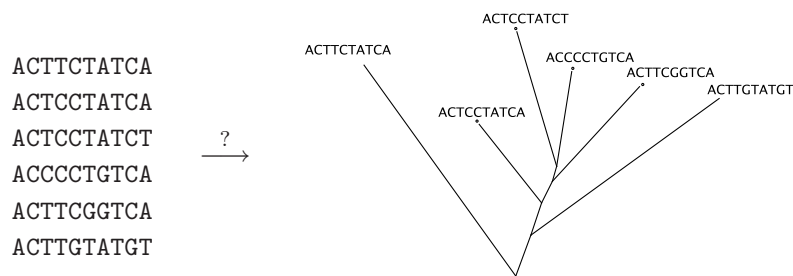 ACTTCTATCA
ACTCCTATCA
ACTCCTATCT
ACCCCTGTCA
ACTTCGGTCA
ACTTGTATGT
?
ACTCCTATCT
ACTTCTATCA
ACCCCTGTCA
ACTTCGGTCA
ACTTGTATGT
ACTCCTATCA